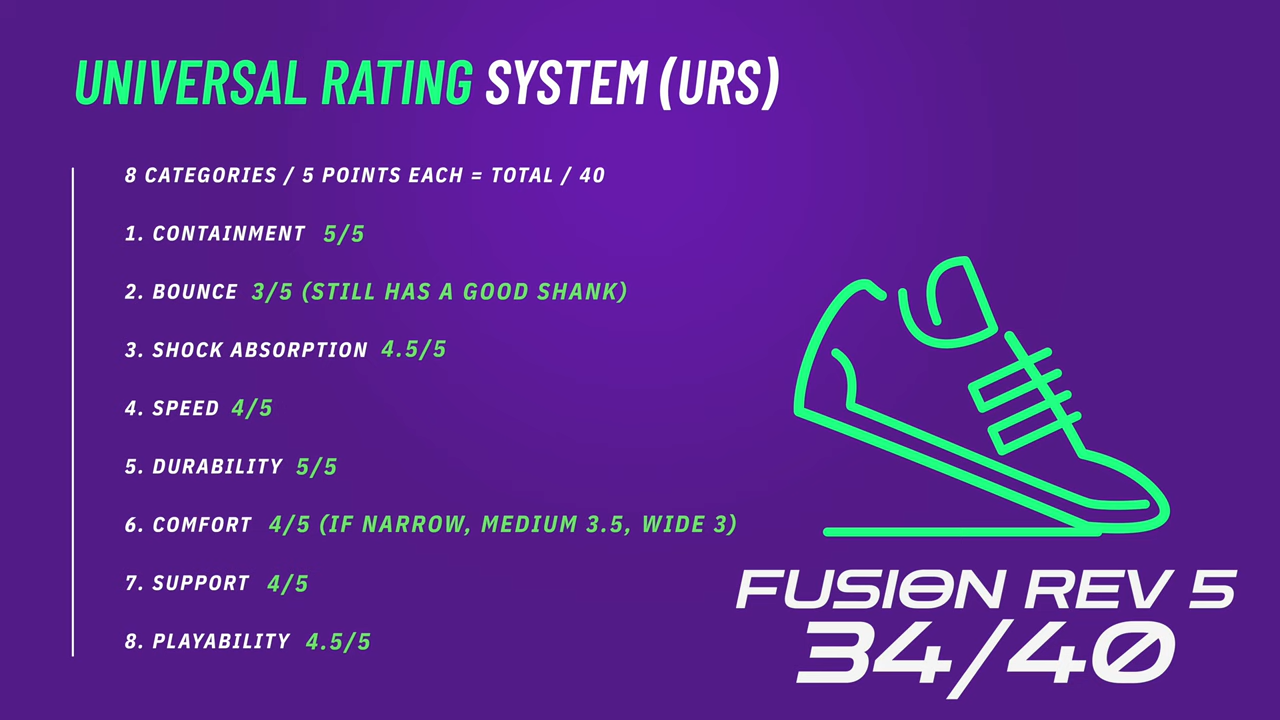 UNIVERSAL RATING SYSTEM (URS)
8 CATEGORIES / 5 POINTS EACH = TOTAL / 40
1. CONTAINMENT 5/5
2. BOUNCE 3/5 (STILL HAS A GOOD SHANK)
3. SHOCK ABSORPTION 4.5/5
4. SPEED 4/5
5. DURABILITY 5/5
6. COMFORT 4/5 (IF NARROW, MEDIUM 3.5, WIDE 3)
7. SUPPORT 4/5
8. PLAYABILITY 4.5/5
FUSION REV 5
34/40